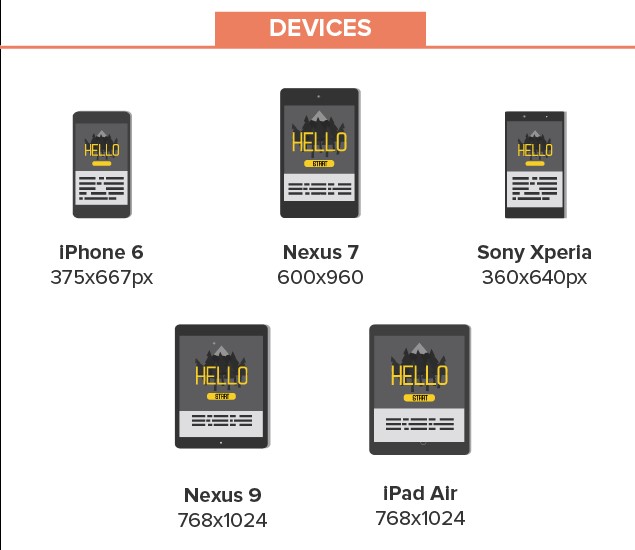 DEVICES
HELLO
HELLO
START
HELLO
iPhone 6
375x667px
Nexus 7
600x960
Sony Xperia
360x640px
HELLO
START
HELLO
START
Nexus 9
768x1024
iPad Air
768x1024